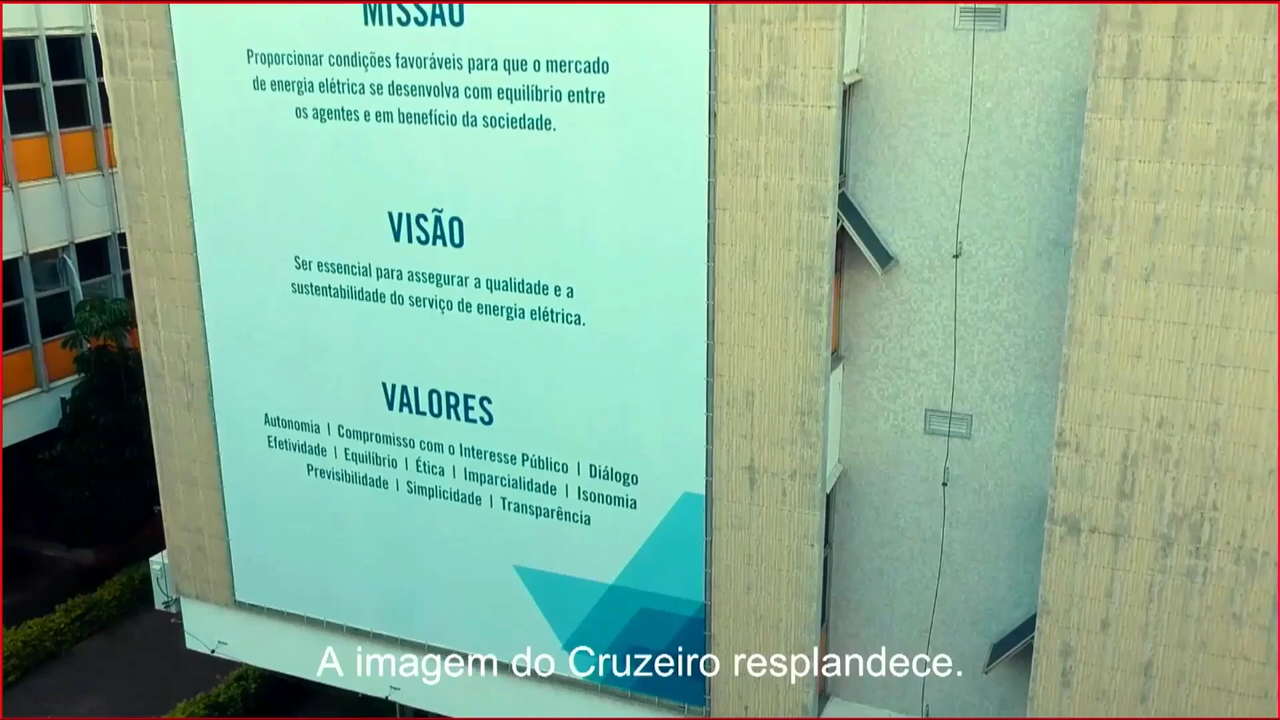 MISSÃO
Proporcionar condições favoráveis para que o mercado
de energia elétrica se desenvolva com equilíbrio entre
os agentes e em benefício da sociedade.
VISÃO
Ser essencial para assegurar a qualidade e a
sustentabilidade do serviço de energia elétrica.
VALORES
Autonomia | Compromisso com o Interesse Público | Diálogo
Efetividade | Equilíbrio | Ética | Imparcialidade | Isonomia
Previsibilidade | Simplicidade | Transparência
A imagem do Cruzeiro resplandece.